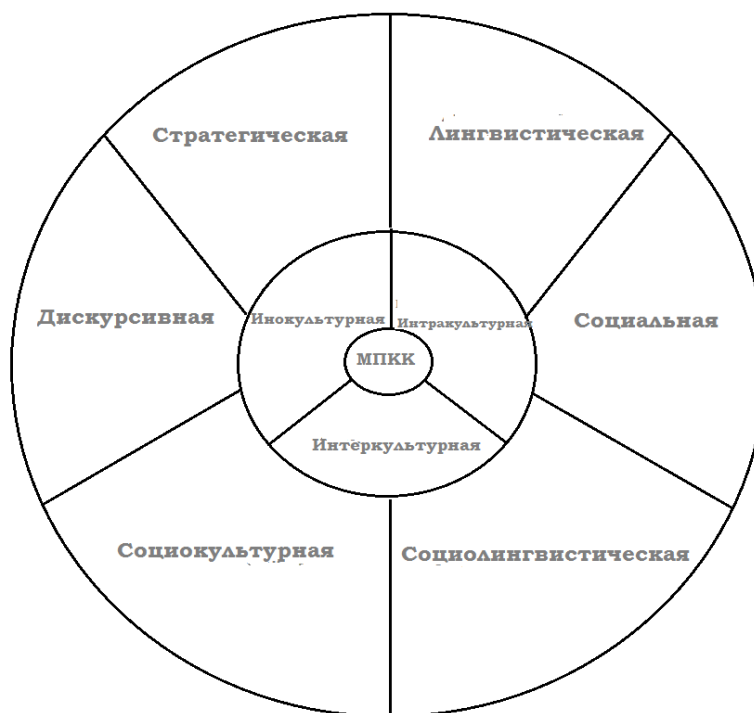 Стратегическая
Лингвистическая
Дискурсивная
Инокультурная
Интракультурная
Социальная
МПКК
Интеркультурная
Социокультурная
Социолингвистическая